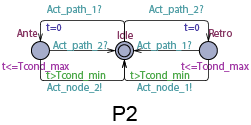 Act_path_1? Act_path_2?
t=0 t=0
Ante Idle Retro
Act_path_2? Act_path_1?
t<=Tcond_max t<=Tcond_max
t>Tcond_min t>Tcond_min
Act_node_2! Act_node_1!
P2